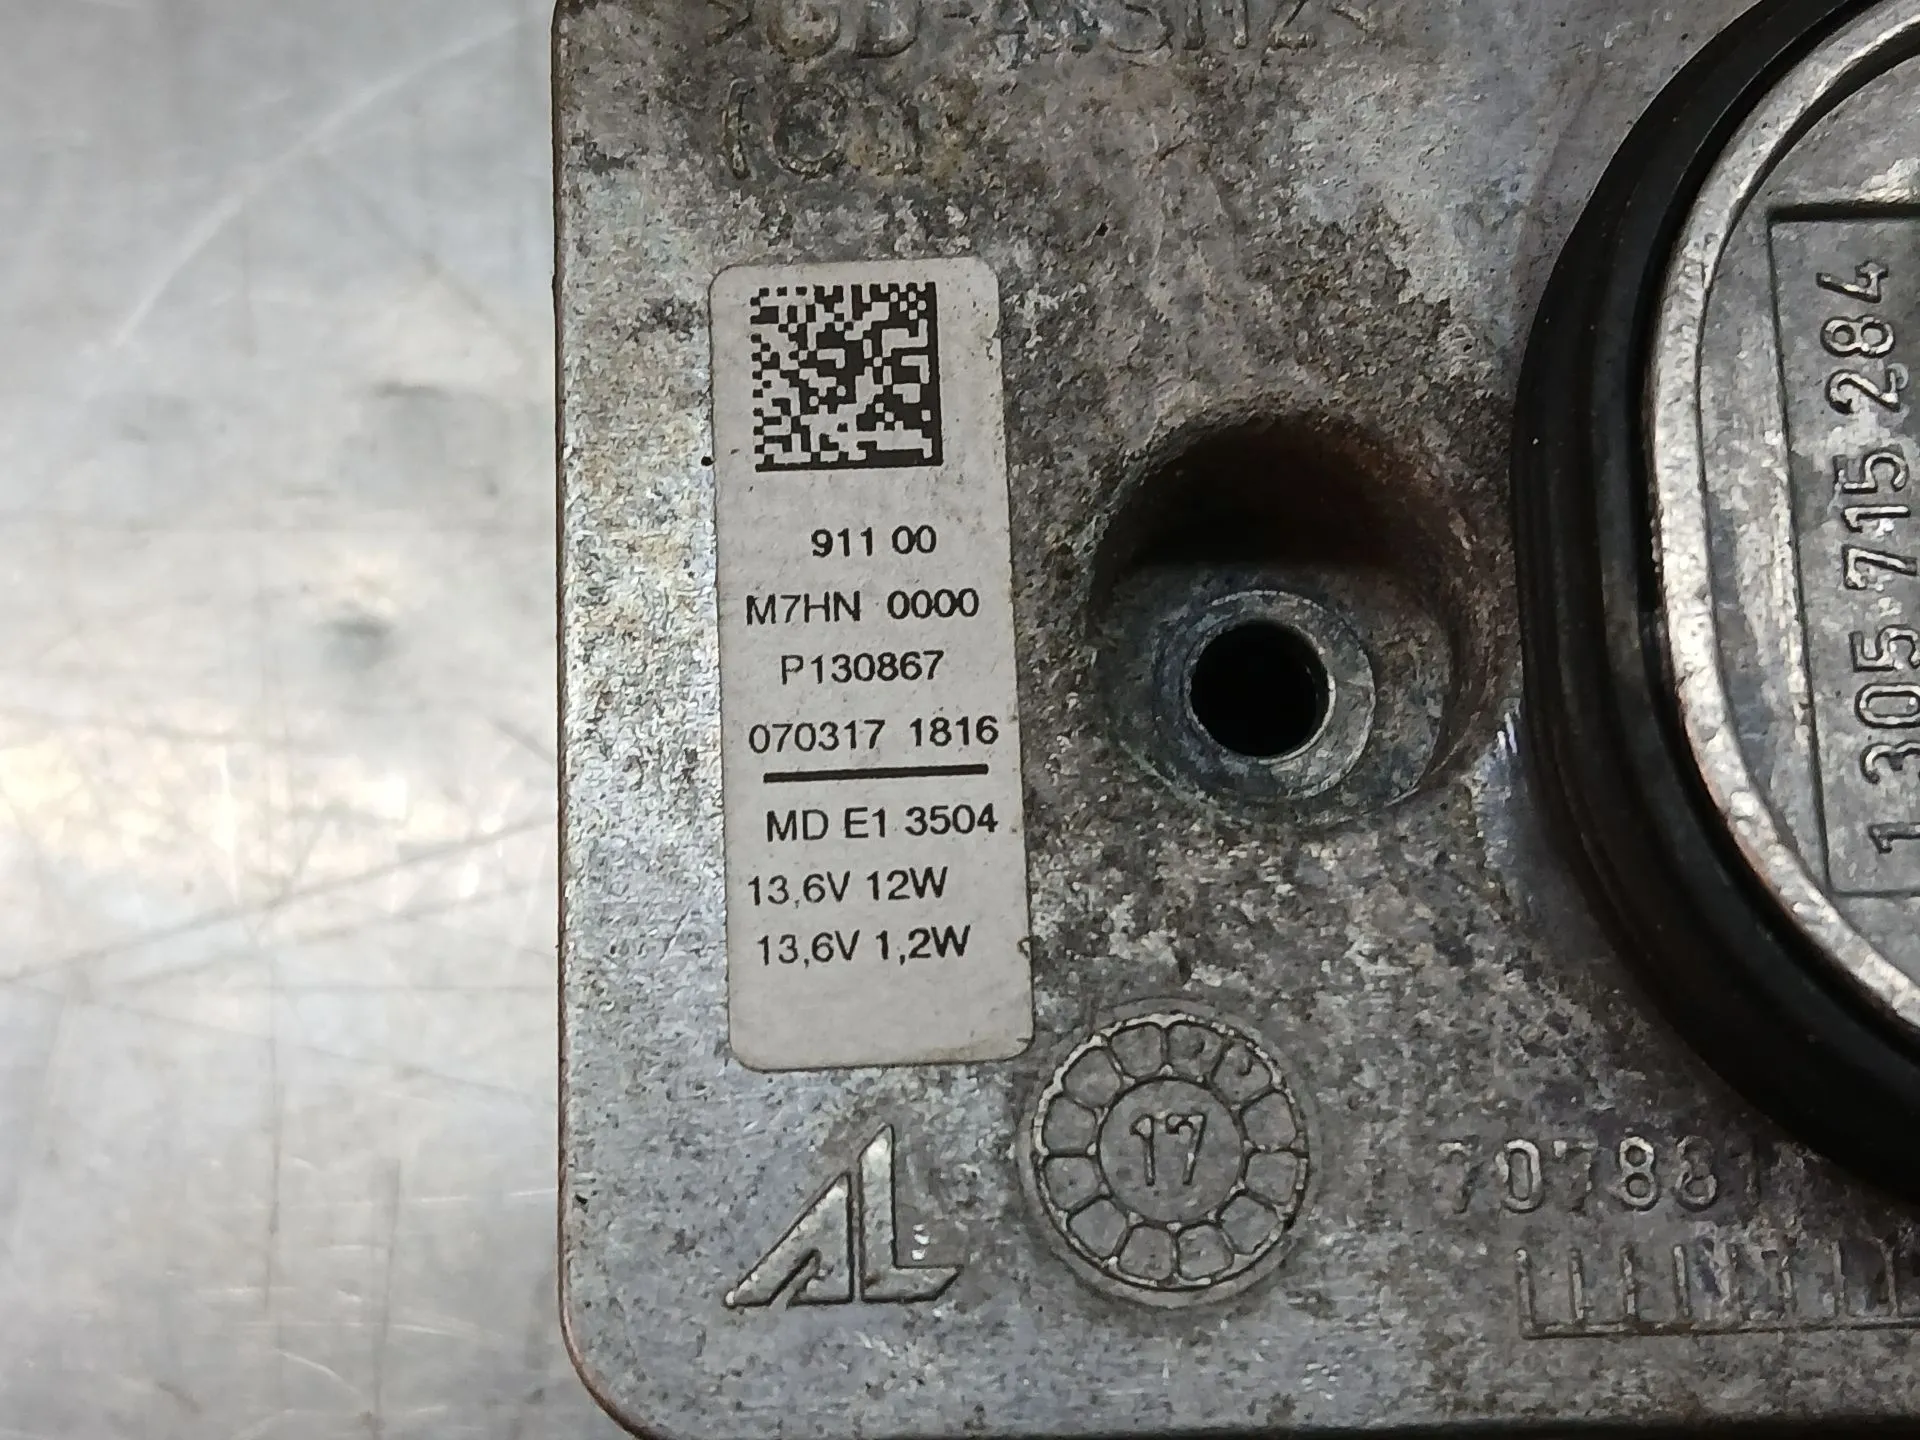 911 00
M7HN 0000
P130867
070317 1816
MD E1 3504
13,6V 12W
13,6V 1,2W
AL
17
1 305 715 284